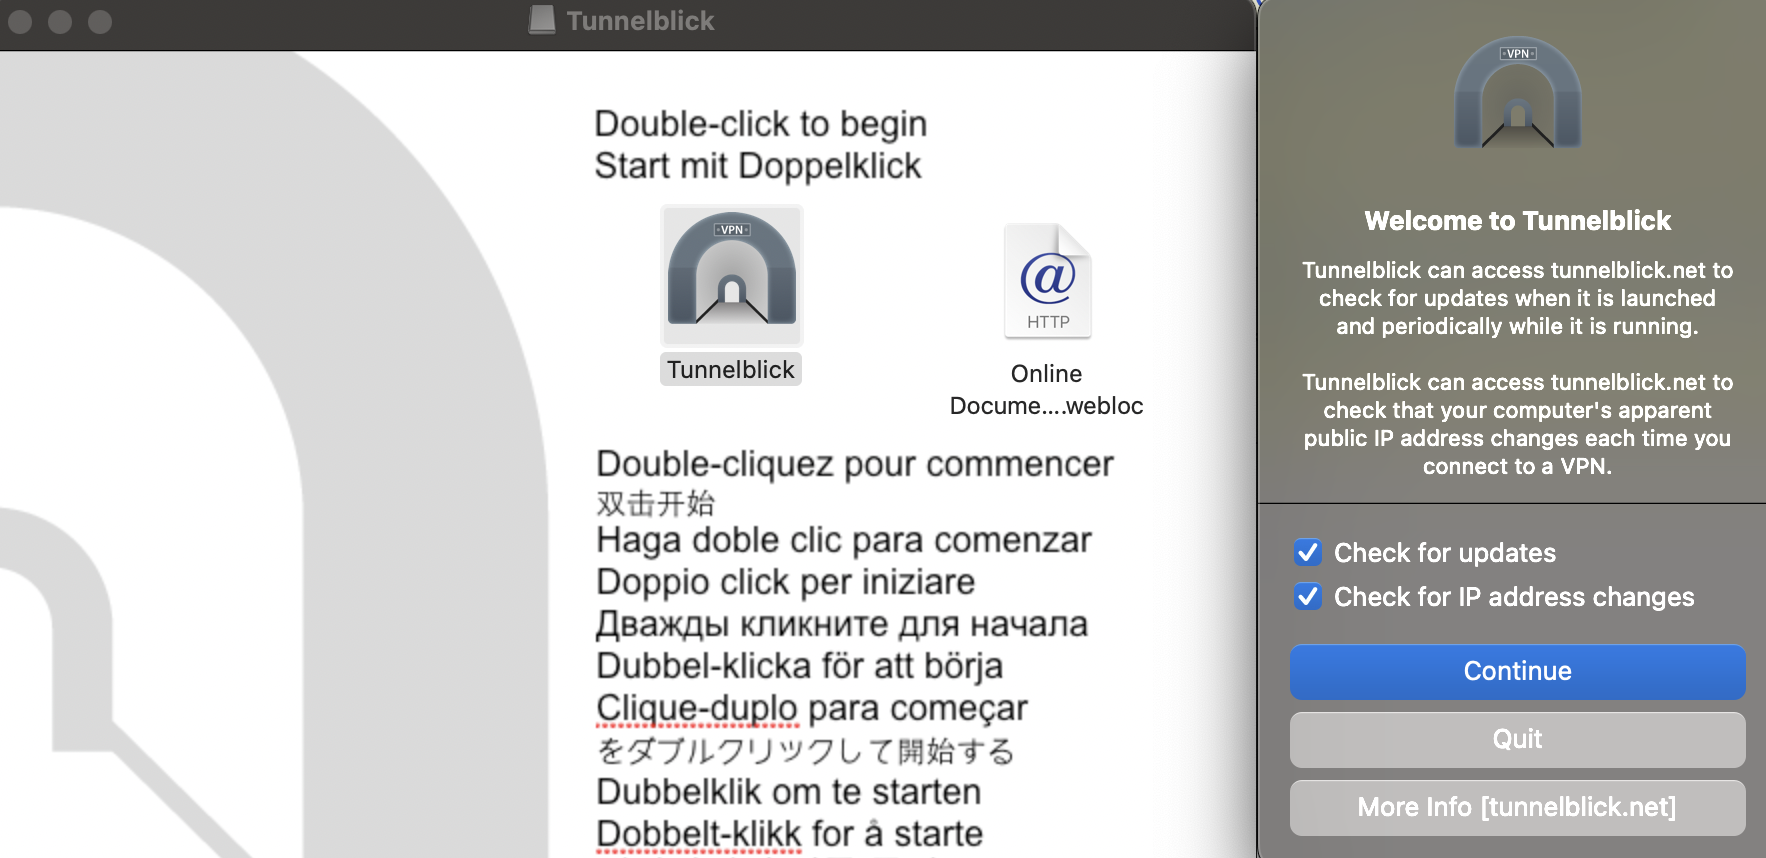 Tunnelblick
Double-click to begin
Start mit Doppelklick
VPN
Tunnelblick
HTTP
Online
Docume....webloc
Double-cliquez pour commencer
双击开始
Haga doble clic para comenzar
Doppio click per iniziare
Дважды кликните для начала
Dubbel-klicka för att börja
Clique-duplo para começar
をダブルクリックして開始する
Dubbelklik om te starten
Dobbelt-klikk for å starte
VPN
Welcome to Tunnelblick
Tunnelblick can access tunnelblick.net to
check for updates when it is launched
and periodically while it is running.
Tunnelblick can access tunnelblick.net to
check that your computer's apparent
public IP address changes each time you
connect to a VPN.
Check for updates
Check for IP address changes
Continue
Quit
More Info [tunnelblick.net]